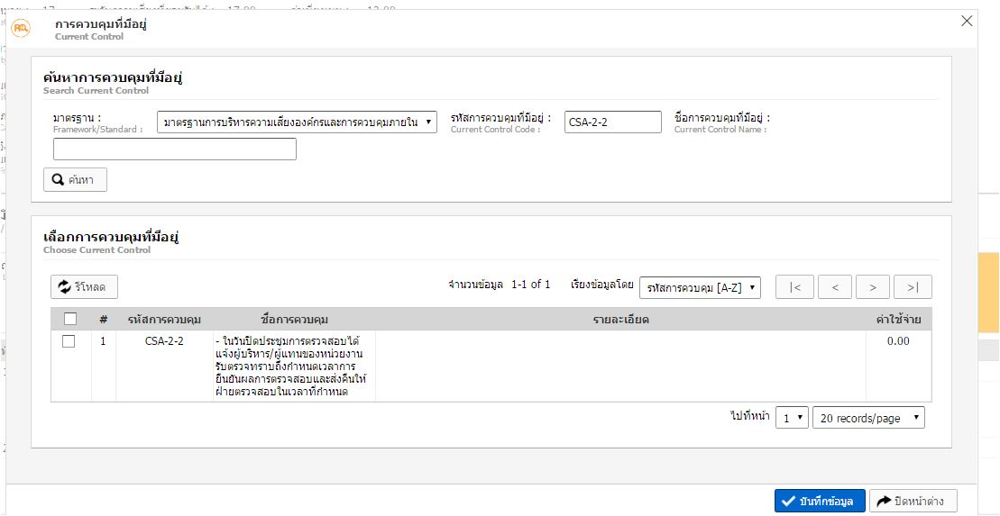 การควบคุมที่มีอยู่
Current Control
ค้นหาการควบคุมที่มีอยู่
Search Current Control
มาตรฐาน :
Framework/Standard :
มาตรฐานการบริหารความเสี่ยงองค์กรและการควบคุมภายใน
รหัสการควบคุมที่มีอยู่ :
Current Control Code :
CSA-2-2
ชื่อการควบคุมที่มีอยู่ :
Current Control Name :
ค้นหา
เลือกการควบคุมที่มีอยู่
Choose Current Control
รีโหลด
จำนวนข้อมูล 1-1 of 1
เรียงข้อมูลโดย
รหัสการควบคุม [A-Z]
|<
<
>
>|
# รหัสการควบคุม ชื่อการควบคุม รายละเอียด ค่าใช้จ่าย
1 CSA-2-2
- ในวันปิดประชุมการตรวจสอบได้
แจ้งผู้บริหาร/ผู้แทนของหน่วยงาน
รับตรวจทราบถึงกำหนดเวลาการ
ยืนยันผลการตรวจสอบและส่งคืนให้
ฝ่ายตรวจสอบในเวลาที่กำหนด
0.00
ไปที่หน้า
1
20 records/page
บันทึกข้อมูล
ปิดหน้าต่าง